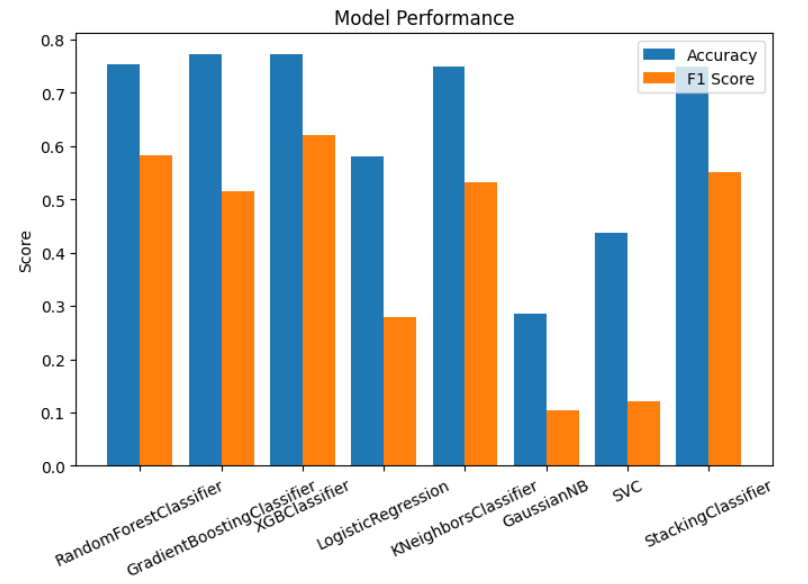 Model Performance
Accuracy
F1 Score
0.8
0.7
0.6
0.5
0.4
0.3
0.2
0.1
0.0
Score
RandomForestClassifier
GradientBoostingClassifier
XGBClassifier
LogisticRegression
KNeighborsClassifier
GaussianNB
SVC
StackingClassifier